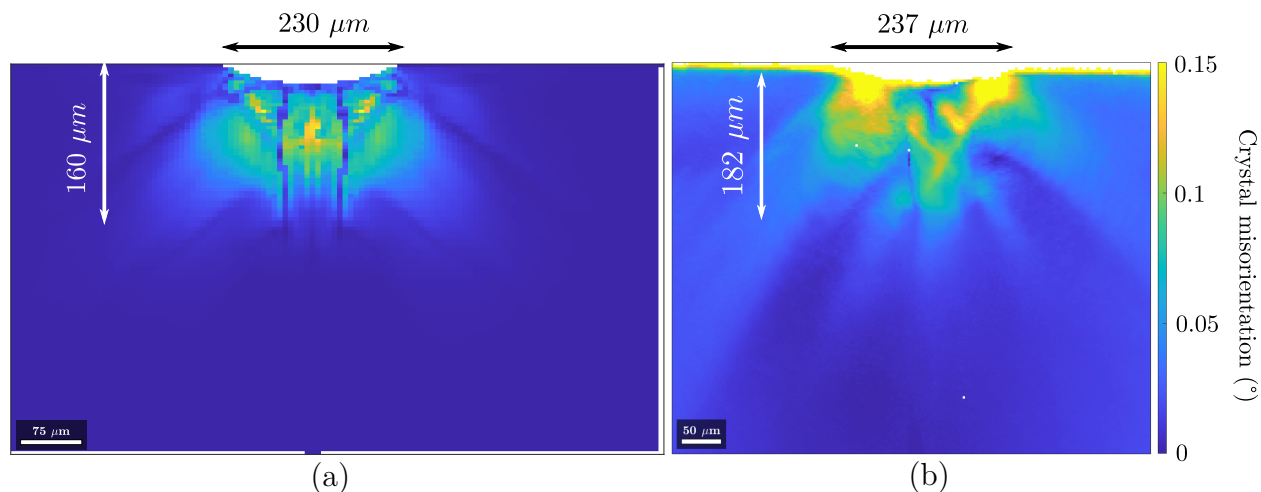 230 μm
237 μm
160 μm
182 μm
0.15
0.1
0.05
0
Crystal misorientation (°)
75 μm
50 μm
(a)
(b)